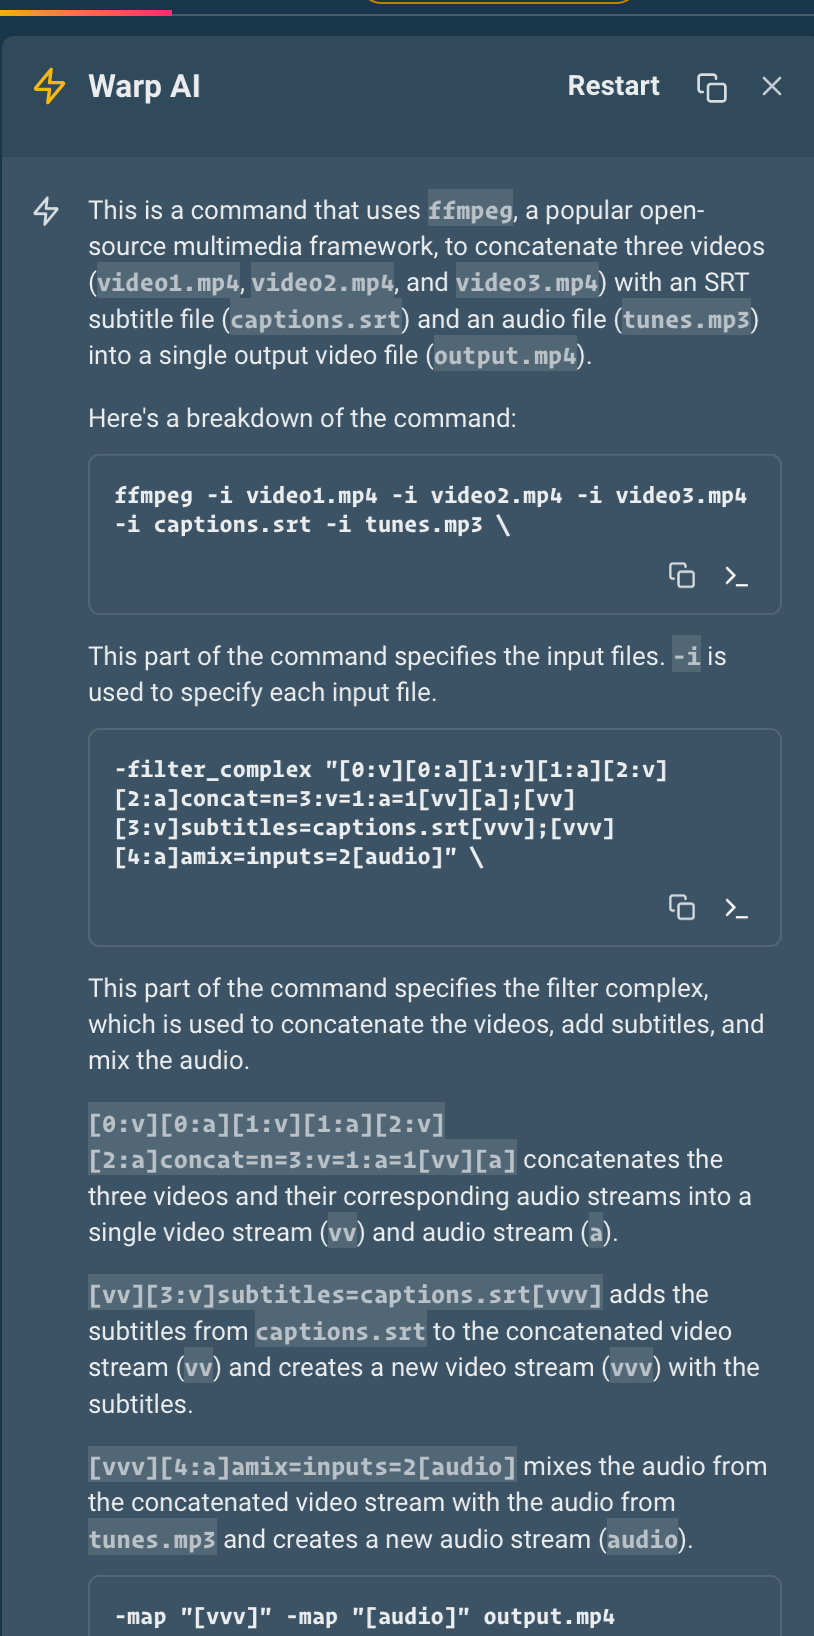 Warp AI
Restart
This is a command that uses ffmpeg, a popular open-
source multimedia framework, to concatenate three videos
(video1.mp4, video2.mp4, and video3.mp4) with an SRT
subtitle file (captions.srt) and an audio file (tunes.mp3)
into a single output video file (output.mp4).
Here's a breakdown of the command:
ffmpeg -i video1.mp4 -i video2.mp4 -i video3.mp4
-i captions.srt -i tunes.mp3 \
This part of the command specifies the input files. -i is
used to specify each input file.
-filter_complex "[0:v][0:a][1:v][1:a][2:v]
[2:a]concat=n=3:v=1:a=1[vv][a];[vv]
[3:v]subtitles=captions.srt[vvv];[vvv]
[4:a]amix=inputs=2[audio]" \
This part of the command specifies the filter complex,
which is used to concatenate the videos, add subtitles, and
mix the audio.
[0:v][0:a][1:v][1:a][2:v]
[2:a]concat=n=3:v=1:a=1[vv][a] concatenates the
three videos and their corresponding audio streams into a
single video stream (vv) and audio stream (a).
[vv][3:v]subtitles=captions.srt[vvv] adds the
subtitles from captions.srt to the concatenated video
stream (vv) and creates a new video stream (vvv) with the
subtitles.
[vvv][4:a]amix=inputs=2[audio] mixes the audio from
the concatenated video stream with the audio from
tunes.mp3 and creates a new audio stream (audio).
-map "[vvv]" -map "[audio]" output.mp4